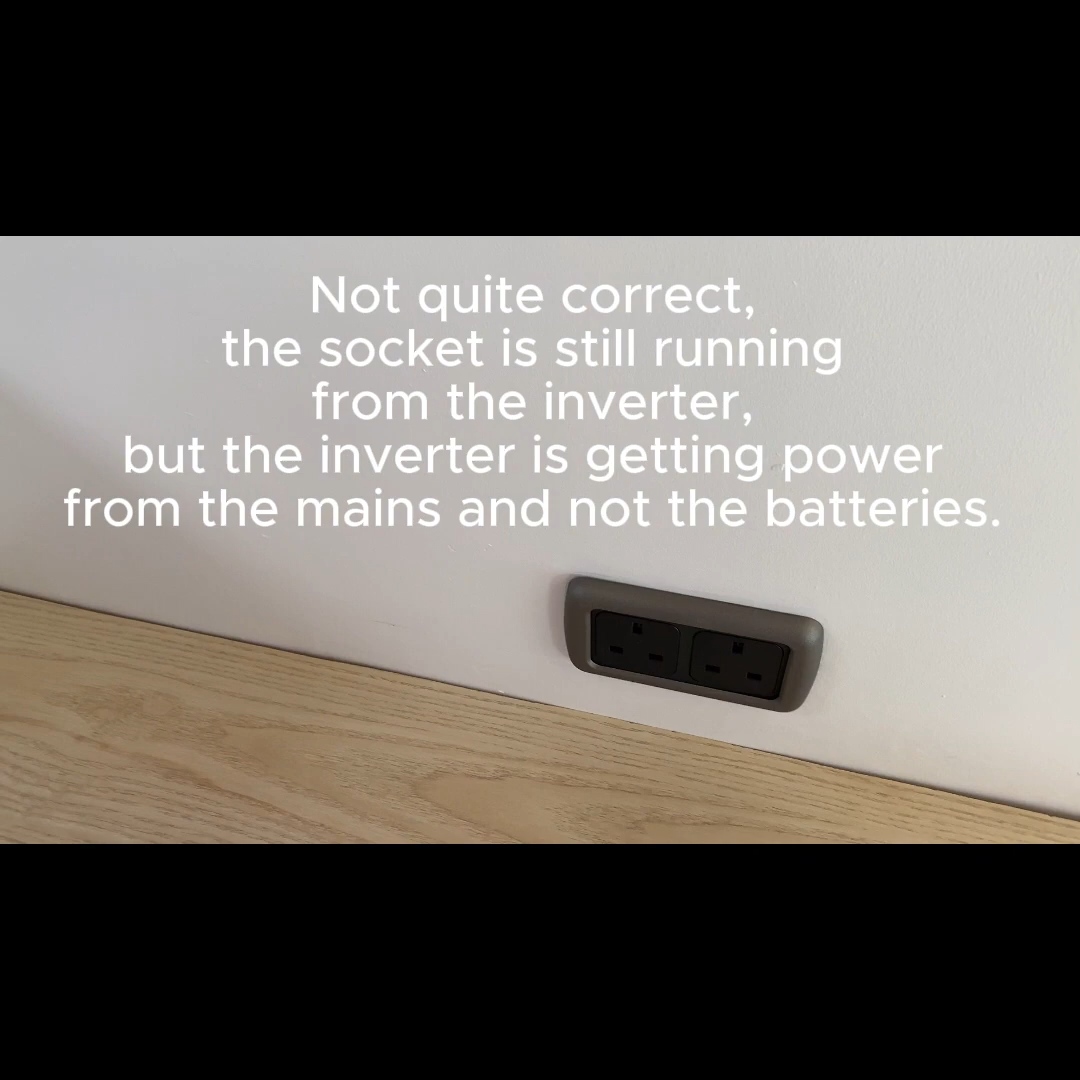 Not quite correct,
the socket is still running
from the inverter,
but the inverter is getting power
from the mains and not the batteries.